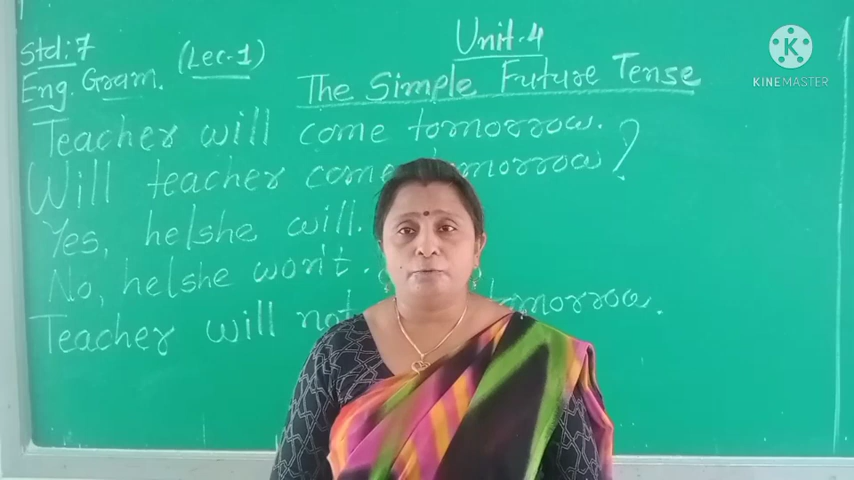 Std:7
(Lec-1)
Unit-4
Eng. Gram.
The Simple Future Tense
Teacher will come tomorrow.
Will teacher come tomorrow?
Yes, he/she will.
No, he/she won't.
Teacher will not tomorrow.
K
KINEMASTER